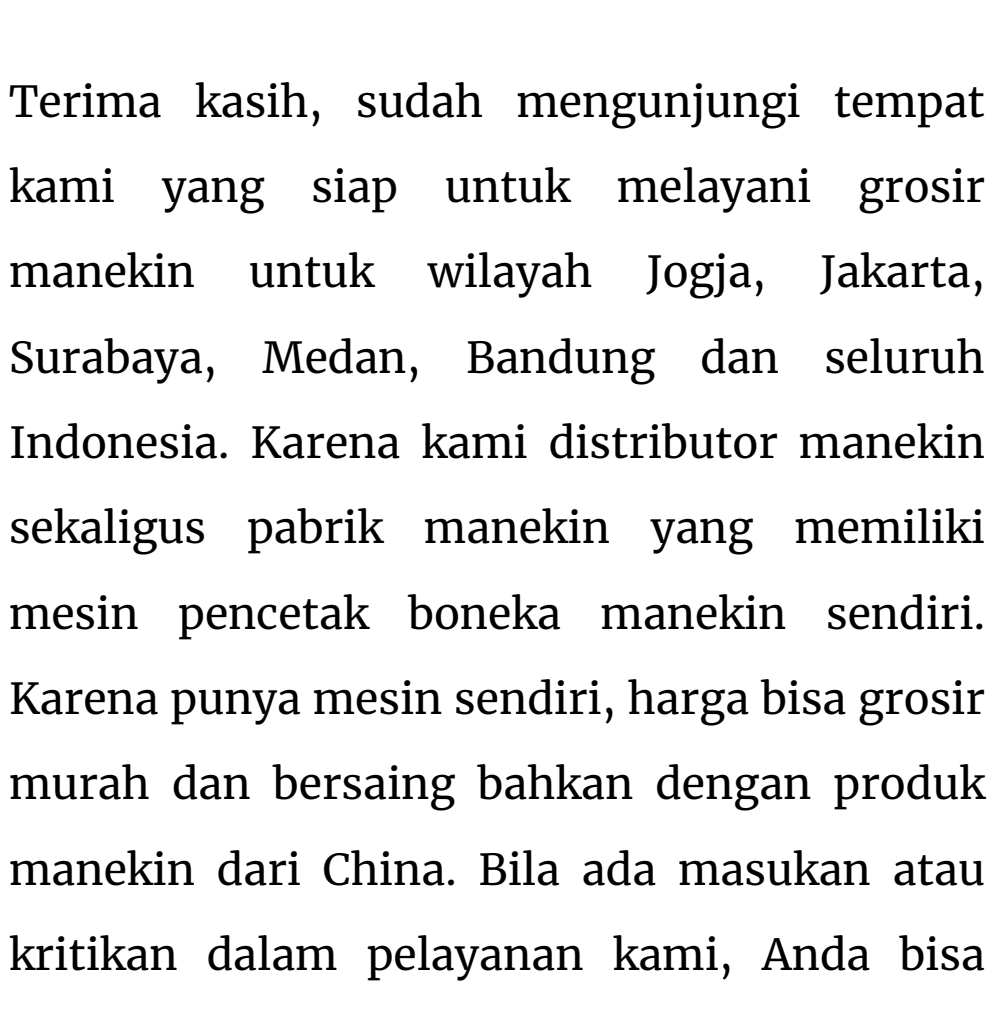 Terima kasih, sudah mengunjungi tempat
kami yang siap untuk melayani grosir
manekin untuk wilayah Jogja, Jakarta,
Surabaya, Medan, Bandung dan seluruh
Indonesia. Karena kami distributor manekin
sekaligus pabrik manekin yang memiliki
mesin pencetak boneka manekin sendiri.
Karena punya mesin sendiri, harga bisa grosir
murah dan bersaing bahkan dengan produk
manekin dari China. Bila ada masukan atau
kritikan dalam pelayanan kami, Anda bisa